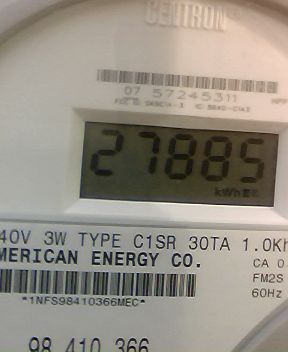 CENTRON
07 57245311
27885
kWh
40V 3W TYPE C1SR 30TA 1.0Kh
MERICAN ENERGY CO.
CA 0
FM2S
60Hz
*1NFS98410366MEC*
98 410 366